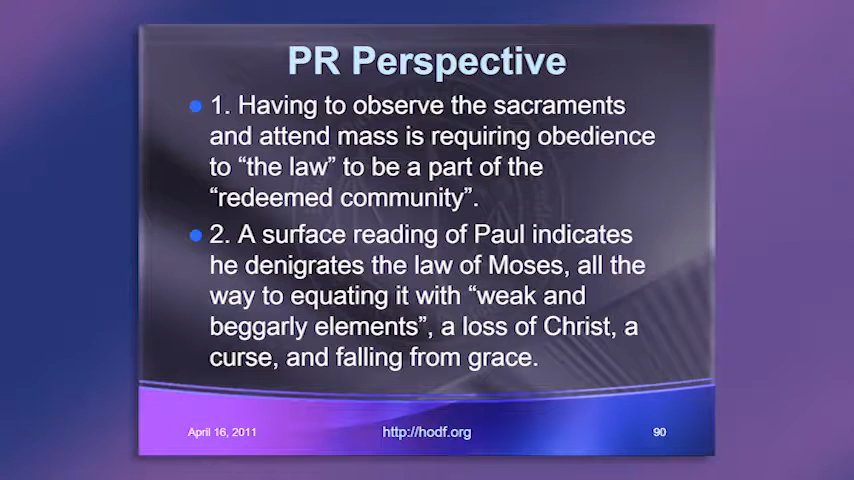 PR Perspective
1. Having to observe the sacraments
and attend mass is requiring obedience
to “the law” to be a part of the
“redeemed community”.
2. A surface reading of Paul indicates
he denigrates the law of Moses, all the
way to equating it with “weak and
beggarly elements”, a loss of Christ, a
curse, and falling from grace.
April 16, 2011
http://hodf.org
90